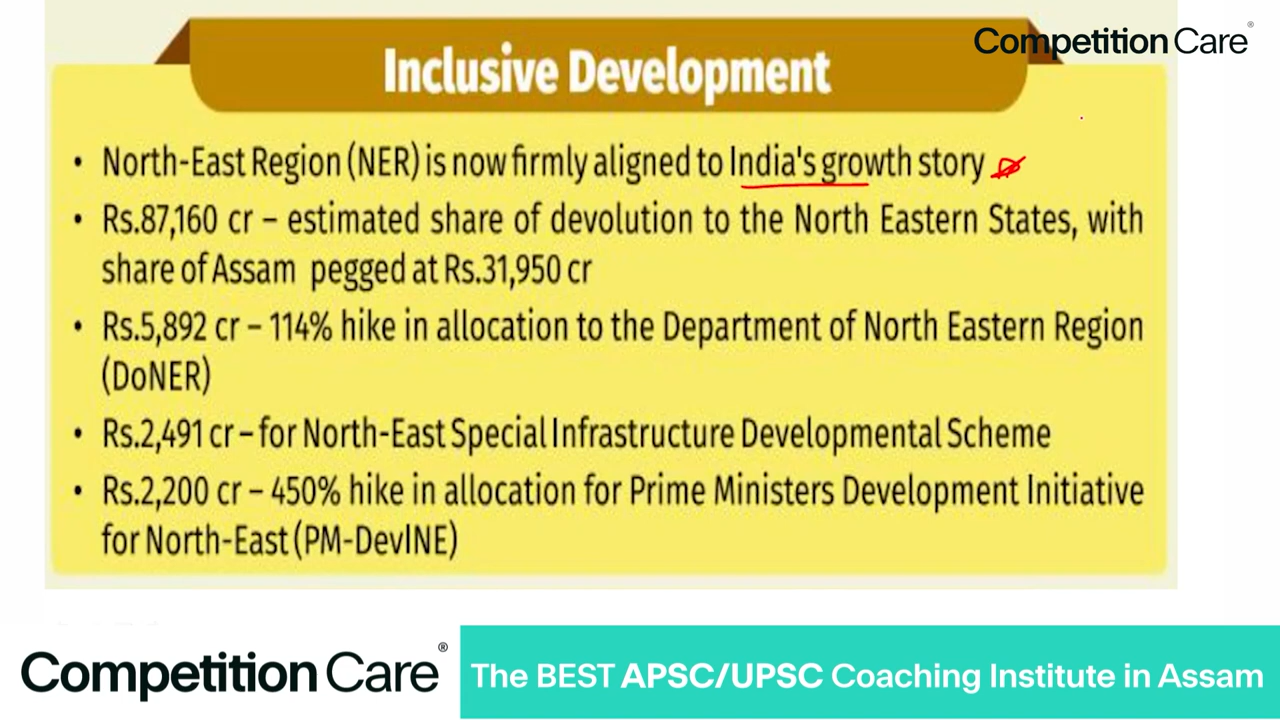 Competition Care®
Inclusive Development
• North-East Region (NER) is now firmly aligned to India's growth story
• Rs.87,160 cr – estimated share of devolution to the North Eastern States, with
share of Assam pegged at Rs.31,950 cr
• Rs.5,892 cr – 114% hike in allocation to the Department of North Eastern Region
(DoNER)
• Rs.2,491 cr – for North-East Special Infrastructure Developmental Scheme
• Rs.2,200 cr – 450% hike in allocation for Prime Ministers Development Initiative
for North-East (PM-DevINE)
Competition Care®
The BEST APSC/UPSC Coaching Institute in Assam